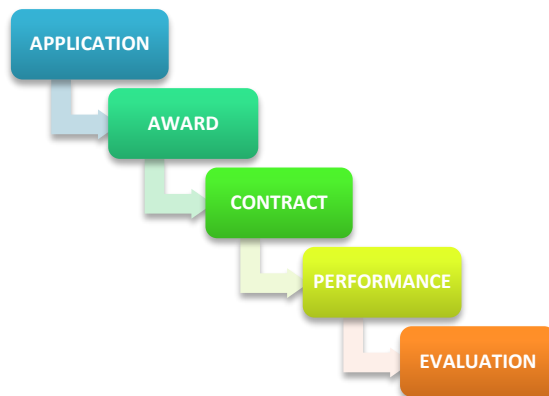 APPLICATION
AWARD
CONTRACT
PERFORMANCE
EVALUATION